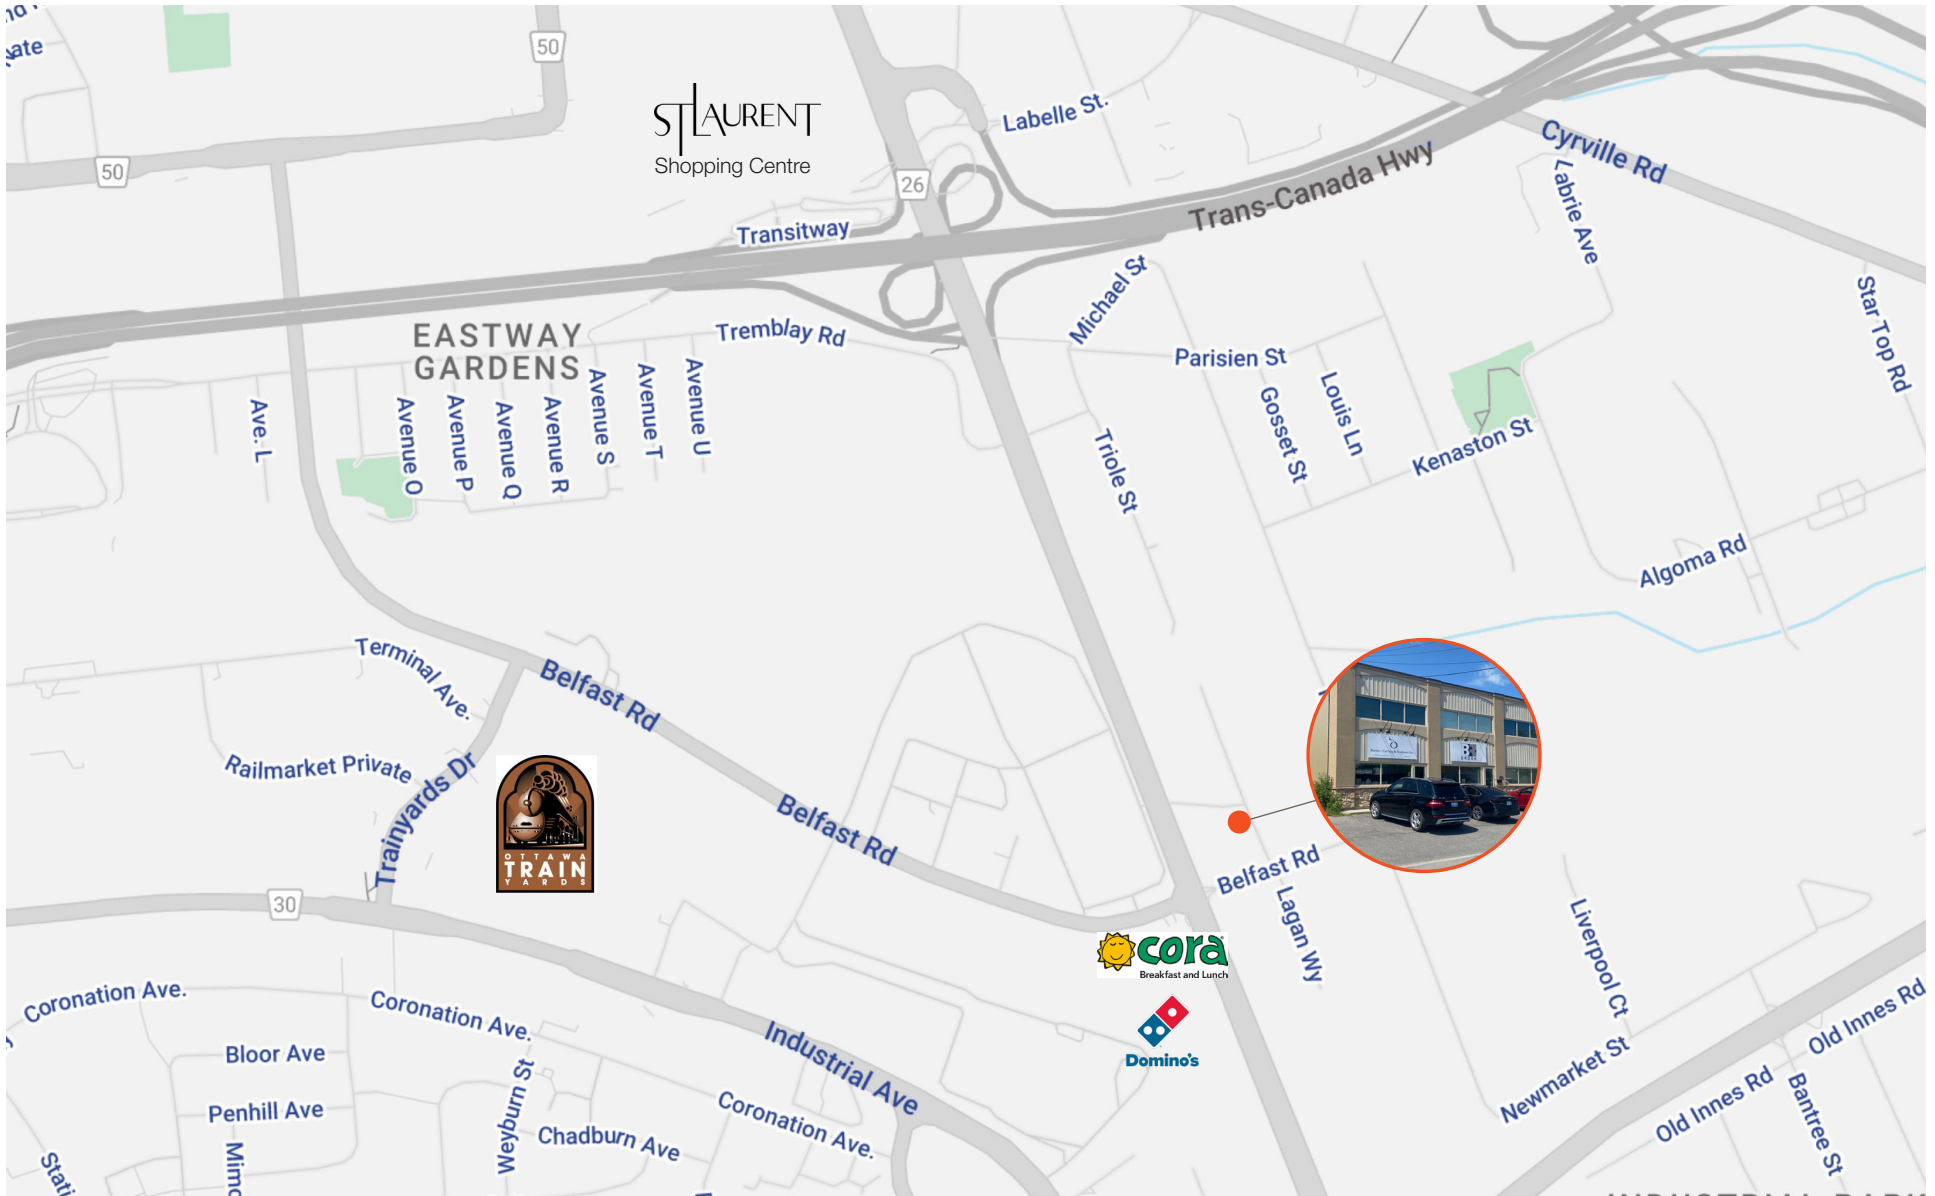 50
50
ST LAURENT
Shopping Centre
Labelle St.
26
Transitway
Trans-Canada Hwy
Cyrville Rd
Labrie Ave
Star Top Rd
Michael St
EASTWAY
GARDENS
Tremblay Rd
Parisien St
Ave. L
Avenue O
Avenue P
Avenue Q
Avenue R
Avenue S
Avenue T
Avenue U
Gosset St
Louis Ln
Kenaston St
Triole St
Algoma Rd
Terminal Ave.
Belfast Rd
Railmarket Private
Trainyards Dr
OTTAWA
TRAIN
YARDS
Belfast Rd
Belfast Rd
30
Lagan Wy
Liverpool Ct
cora
Breakfast and Lunch
Domino's
Coronation Ave.
Coronation Ave.
Bloor Ave
Penhill Ave
Weyburn St
Industrial Ave
Coronation Ave.
Chadburn Ave
Newmarket St
Old Innes Rd
Old Innes Rd
Bantree St